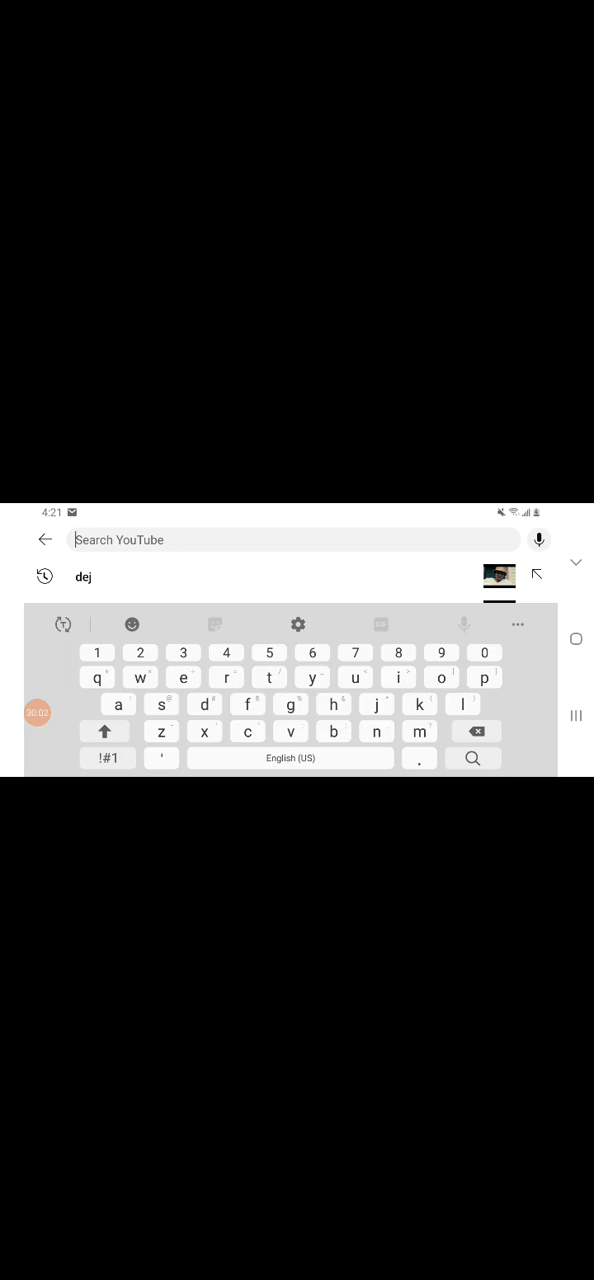 4:21
Search YouTube
dej
GIF
1 2 3 4 5 6 7 8 9 0
q w e r t y u i o p
a s d f g h j k l
30:02
z x c v b n m
!#1 ' English (US) .